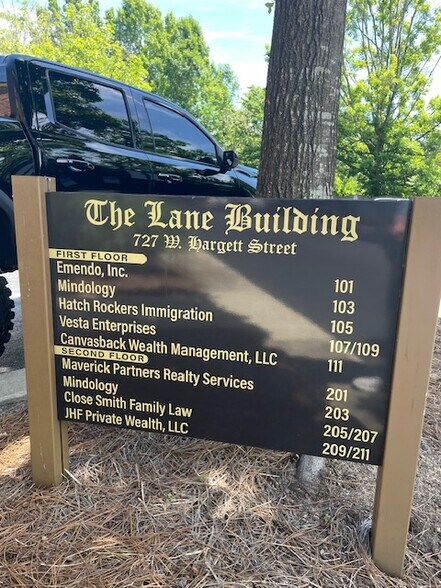 The Lane Building
727 W. Hargett Street
FIRST FLOOR
Emendo, Inc. 101
Mindology 103
Hatch Rockers Immigration 105
Vesta Enterprises 107/109
Canvasback Wealth Management, LLC 111
SECOND FLOOR
Maverick Partners Realty Services 201
Mindology 203
Close Smith Family Law 205/207
JHF Private Wealth, LLC 209/211